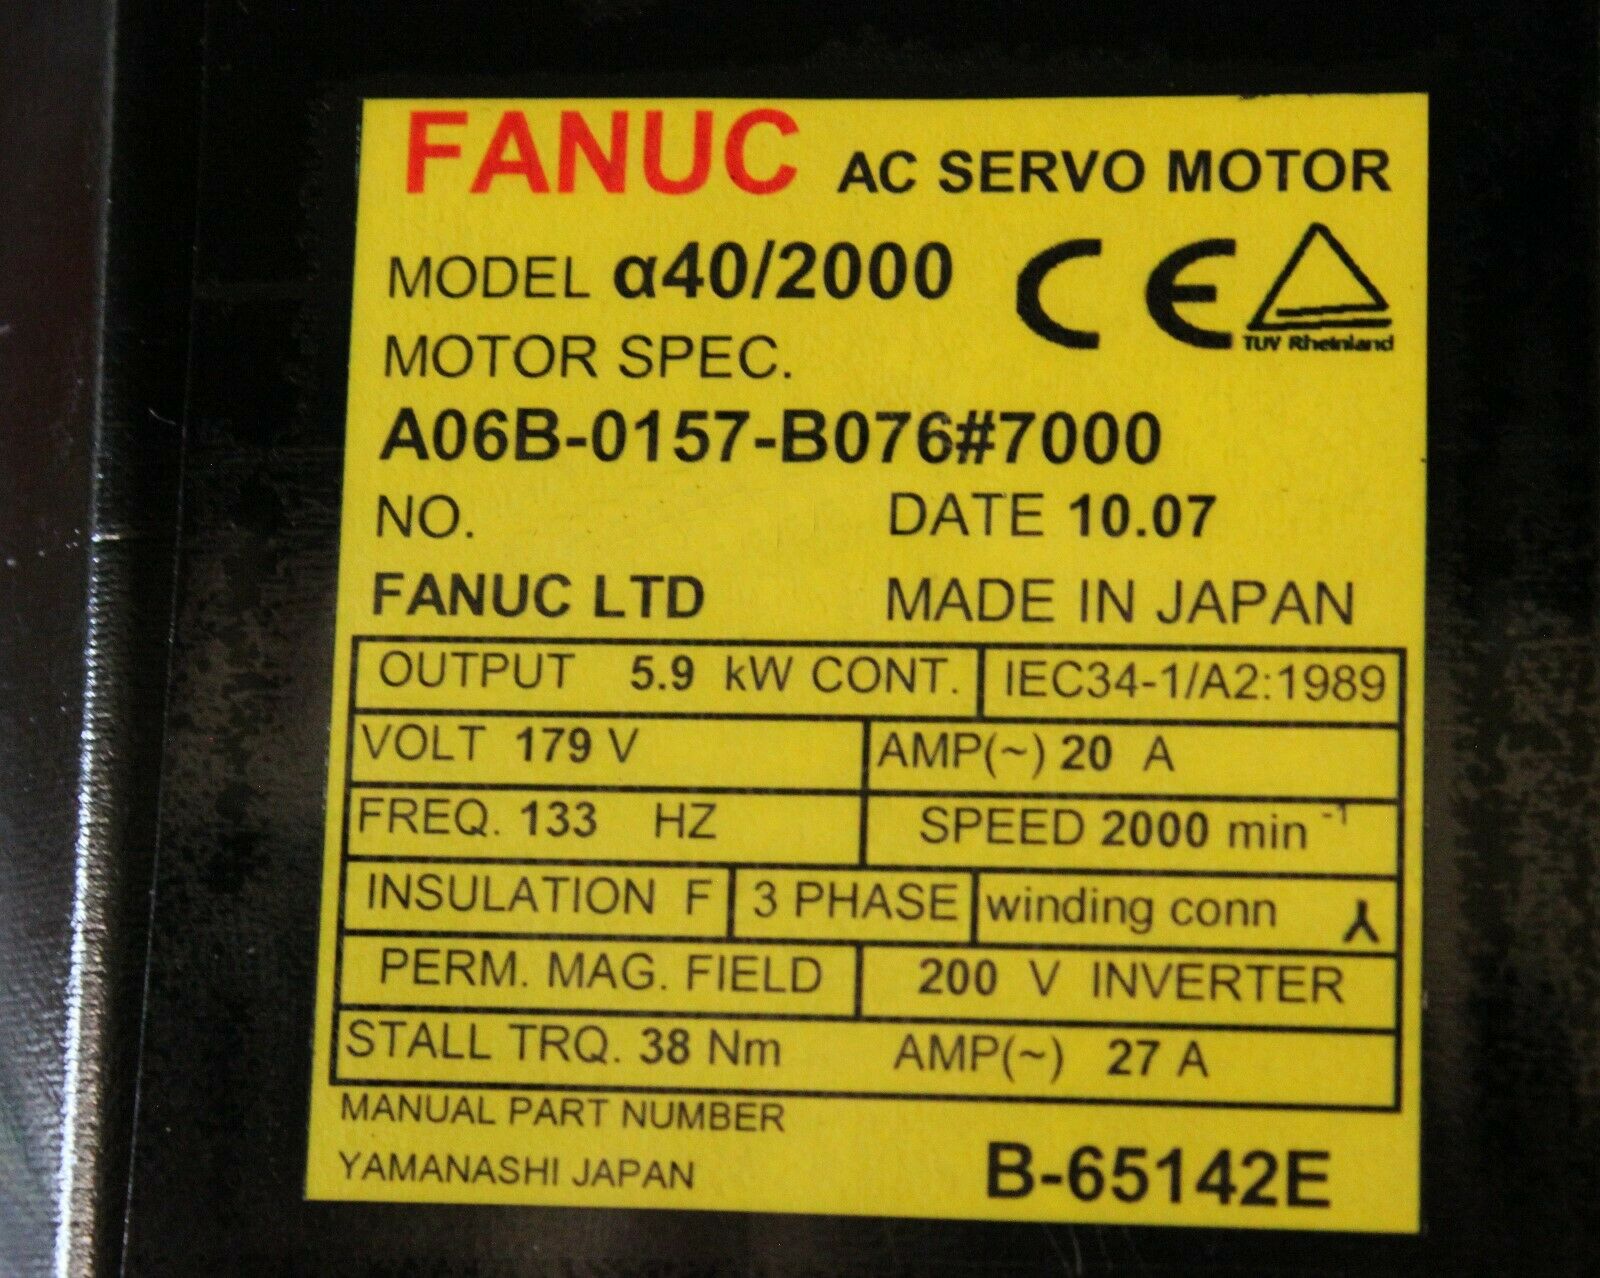 FANUC AC SERVO MOTOR
MODEL α40/2000
CE
TUV Rheinland
MOTOR SPEC.
A06B-0157-B076#7000
NO. DATE 10.07
FANUC LTD MADE IN JAPAN
OUTPUT 5.9 kW CONT. IEC34-1/A2:1989
VOLT 179 V AMP(~) 20 A
FREQ. 133 HZ SPEED 2000 min⁻¹
INSULATION F 3 PHASE winding conn
PERM. MAG. FIELD 200 V INVERTER
STALL TRQ. 38 Nm AMP(~) 27 A
MANUAL PART NUMBER
YAMANASHI JAPAN B-65142E